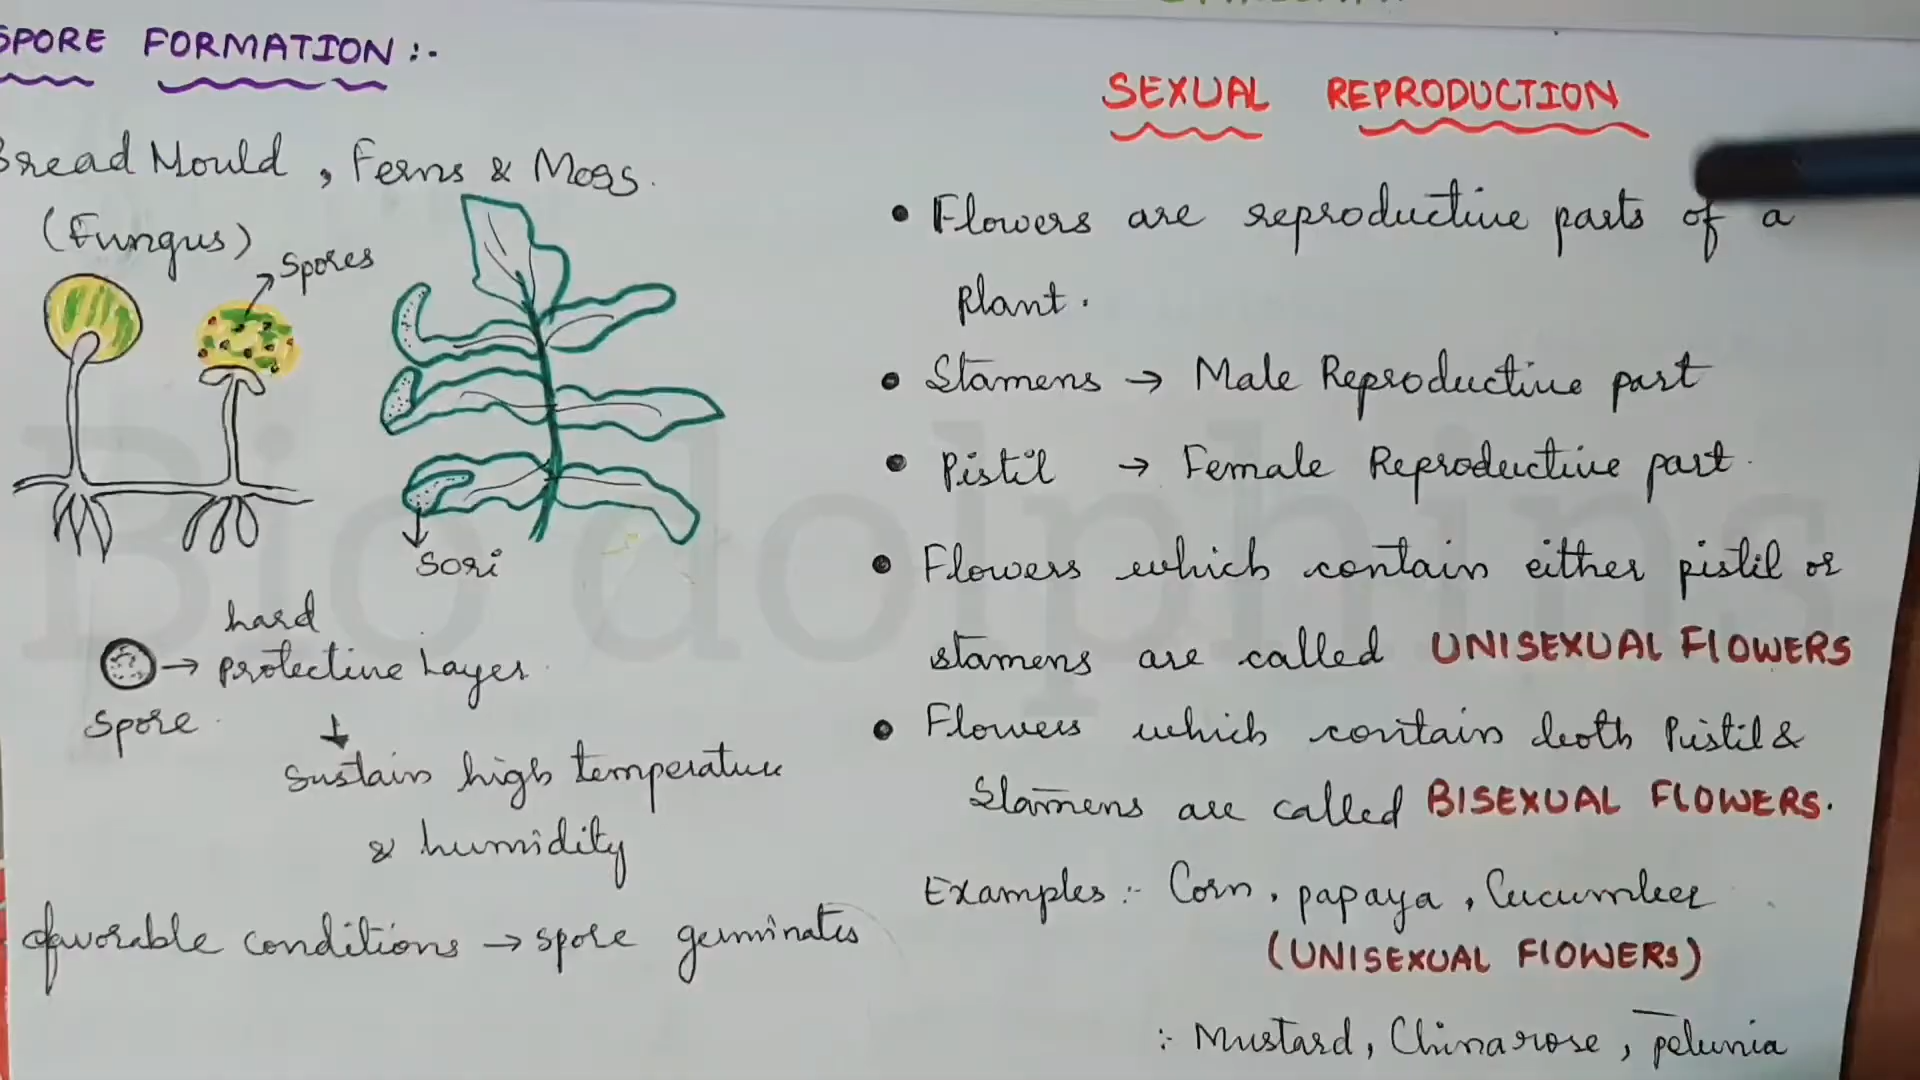 SPORE FORMATION :-
Bread Mould , Ferns & Moss.
(Fungus)
Spores
Sori
hard
protective Layer
Spore
Sustain high temperature
& humidity
favorable conditions → spore germinates
SEXUAL REPRODUCTION
• Flowers are reproductive parts of a
plant.
• Stamens → Male Reproductive part
• Pistil → Female Reproductive part.
• Flowers which contain either pistil or
stamens are called UNISEXUAL FLOWERS
• Flowers which contain both Pistil &
Stamens are called BISEXUAL FLOWERS.
Examples :- Corn, papaya, Cucumber
(UNISEXUAL FLOWERS)
: Mustard, Chinarose, petunia
Bio dolphins